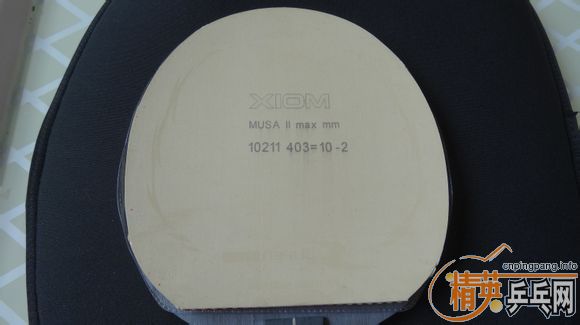 XIOM
MUSA II max mm
10211 403=10-2
cnpingpang.info
精英乒乓网